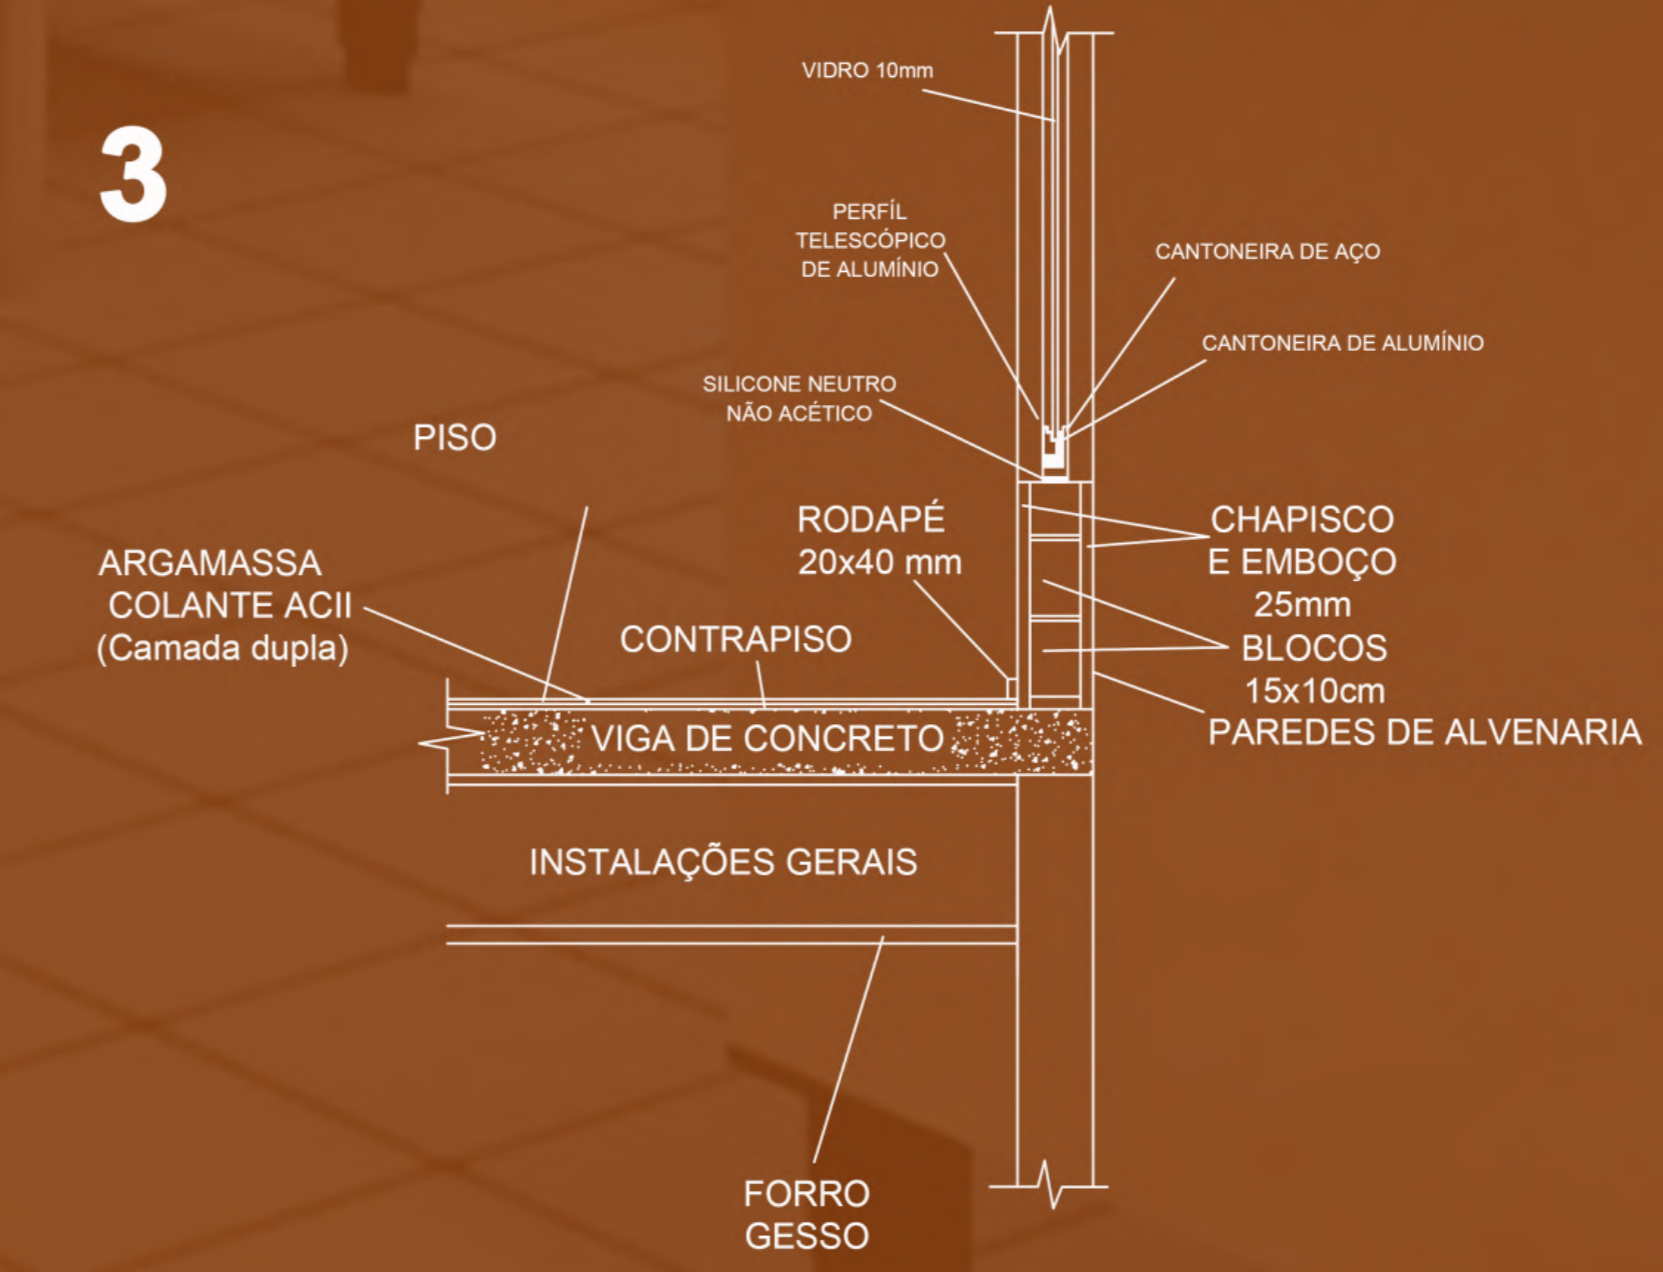 3
VIDRO 10mm
PERFÍL
TELESCÓPICO
DE ALUMÍNIO
CANTONEIRA DE AÇO
CANTONEIRA DE ALUMÍNIO
SILICONE NEUTRO
NÃO ACÉTICO
PISO
RODAPÉ
20x40 mm
CHAPISCO
E EMBOÇO
25mm
ARGAMASSA
COLANTE ACII
(Camada dupla)
CONTRAPISO
BLOCOS
15x10cm
PAREDES DE ALVENARIA
VIGA DE CONCRETO
INSTALAÇÕES GERAIS
FORRO
GESSO